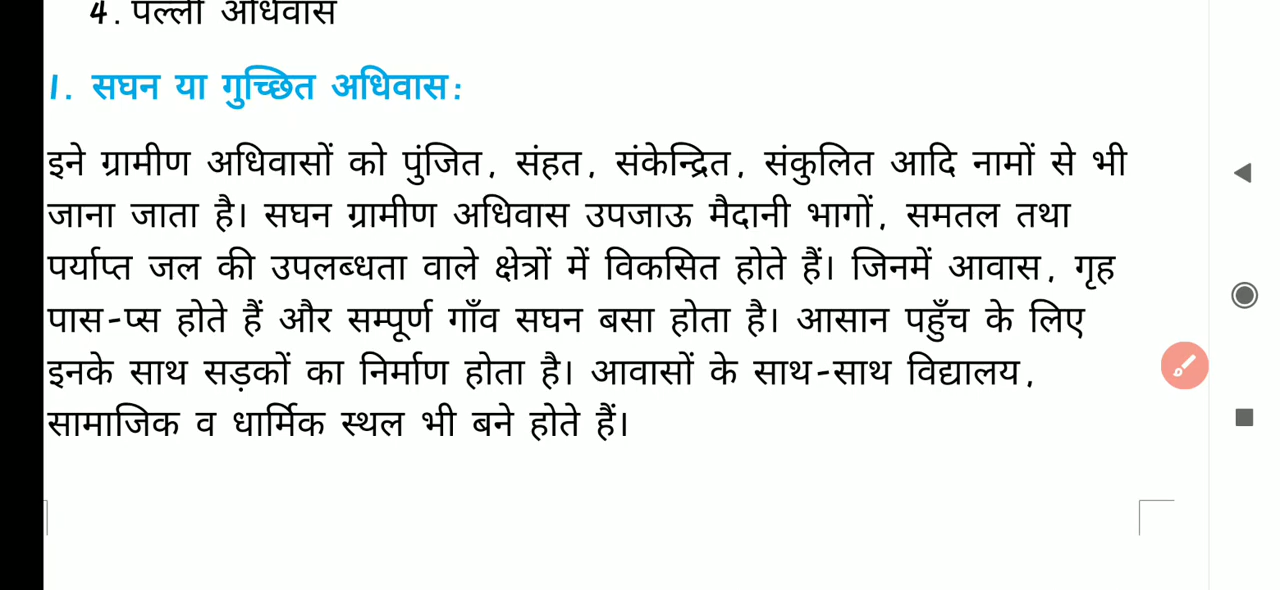 4. पल्ली अधिवास
1. सघन या गुच्छित अधिवास:
इने ग्रामीण अधिवासों को पुंजित, संहत, संकेन्द्रित, संकुलित आदि नामों से भी
जाना जाता है। सघन ग्रामीण अधिवास उपजाऊ मैदानी भागों, समतल तथा
पर्याप्त जल की उपलब्धता वाले क्षेत्रों में विकसित होते हैं। जिनमें आवास, गृह
पास-प्स होते हैं और सम्पूर्ण गाँव सघन बसा होता है। आसान पहुँच के लिए
इनके साथ सड़कों का निर्माण होता है। आवासों के साथ-साथ विद्यालय,
सामाजिक व धार्मिक स्थल भी बने होते हैं।